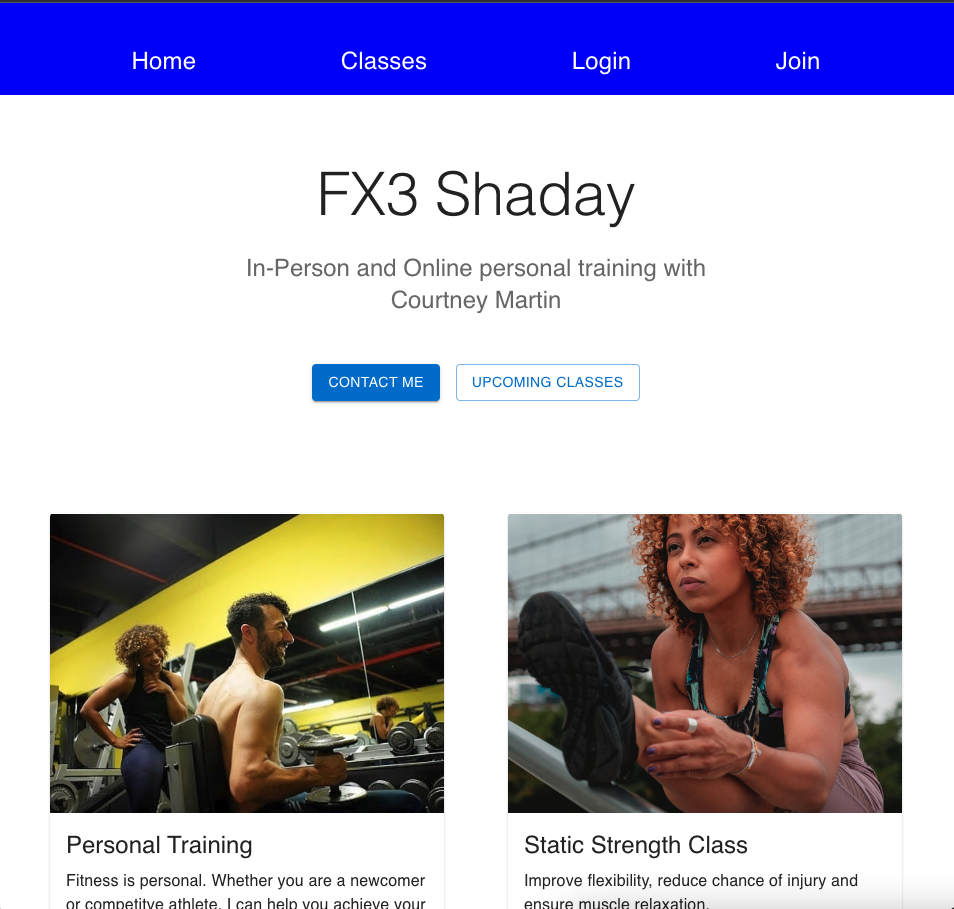 Home Classes Login Join
FX3 Shaday
In-Person and Online personal training with
Courtney Martin
CONTACT ME UPCOMING CLASSES
Personal Training
Fitness is personal. Whether you are a newcomer
or competitve athlete, I can help you achieve your
Static Strength Class
Improve flexibility, reduce chance of injury and
ensure muscle relaxation.